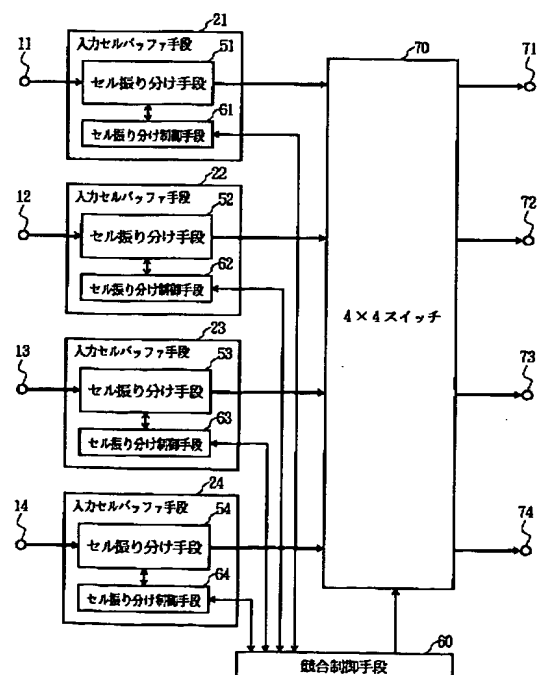 21
11
入力セルバッファ手段
51
セル振り分け手段
61
セル振り分け制御手段
22
12
入力セルバッファ手段
52
セル振り分け手段
62
セル振り分け制御手段
23
13
入力セルバッファ手段
53
セル振り分け手段
63
セル振り分け制御手段
24
14
入力セルバッファ手段
54
セル振り分け手段
64
セル振り分け制御手段
70
4×4スイッチ
71
72
73
74
60
競合制御手段